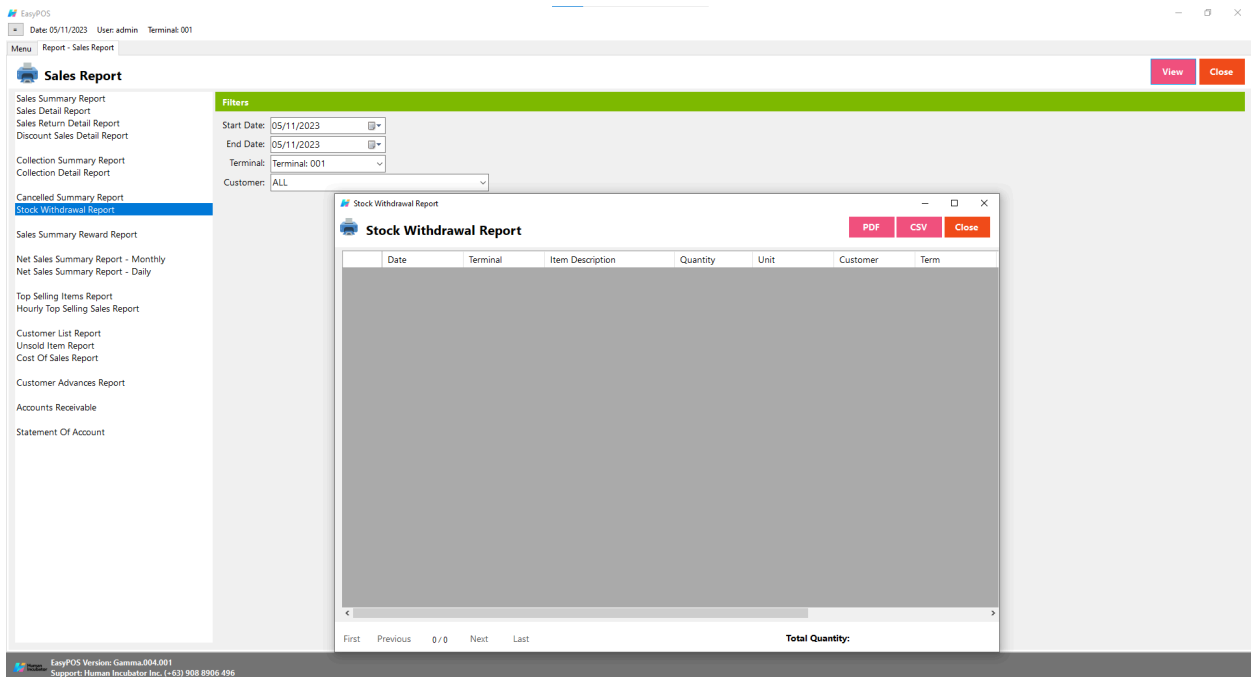 EasyPOS
Date: 05/11/2023 User: admin Terminal: 001
Menu Report - Sales Report
Sales Report
View Close
Sales Summary Report
Sales Detail Report
Sales Return Detail Report
Discount Sales Detail Report
Collection Summary Report
Collection Detail Report
Cancelled Summary Report
Stock Withdrawal Report
Sales Summary Reward Report
Net Sales Summary Report - Monthly
Net Sales Summary Report - Daily
Top Selling Items Report
Hourly Top Selling Sales Report
Customer List Report
Unsold Item Report
Cost Of Sales Report
Customer Advances Report
Accounts Receivable
Statement Of Account
Filters
Start Date: 05/11/2023
End Date: 05/11/2023
Terminal: Terminal: 001
Customer: ALL
Stock Withdrawal Report
Stock Withdrawal Report
PDF CSV Close
Date Terminal Item Description Quantity Unit Customer Term
First Previous 0 / 0 Next Last Total Quantity:
Human Incubator
EasyPOS Version: Gamma.004.001
Support: Human Incubator Inc. (+63) 908 8906 496